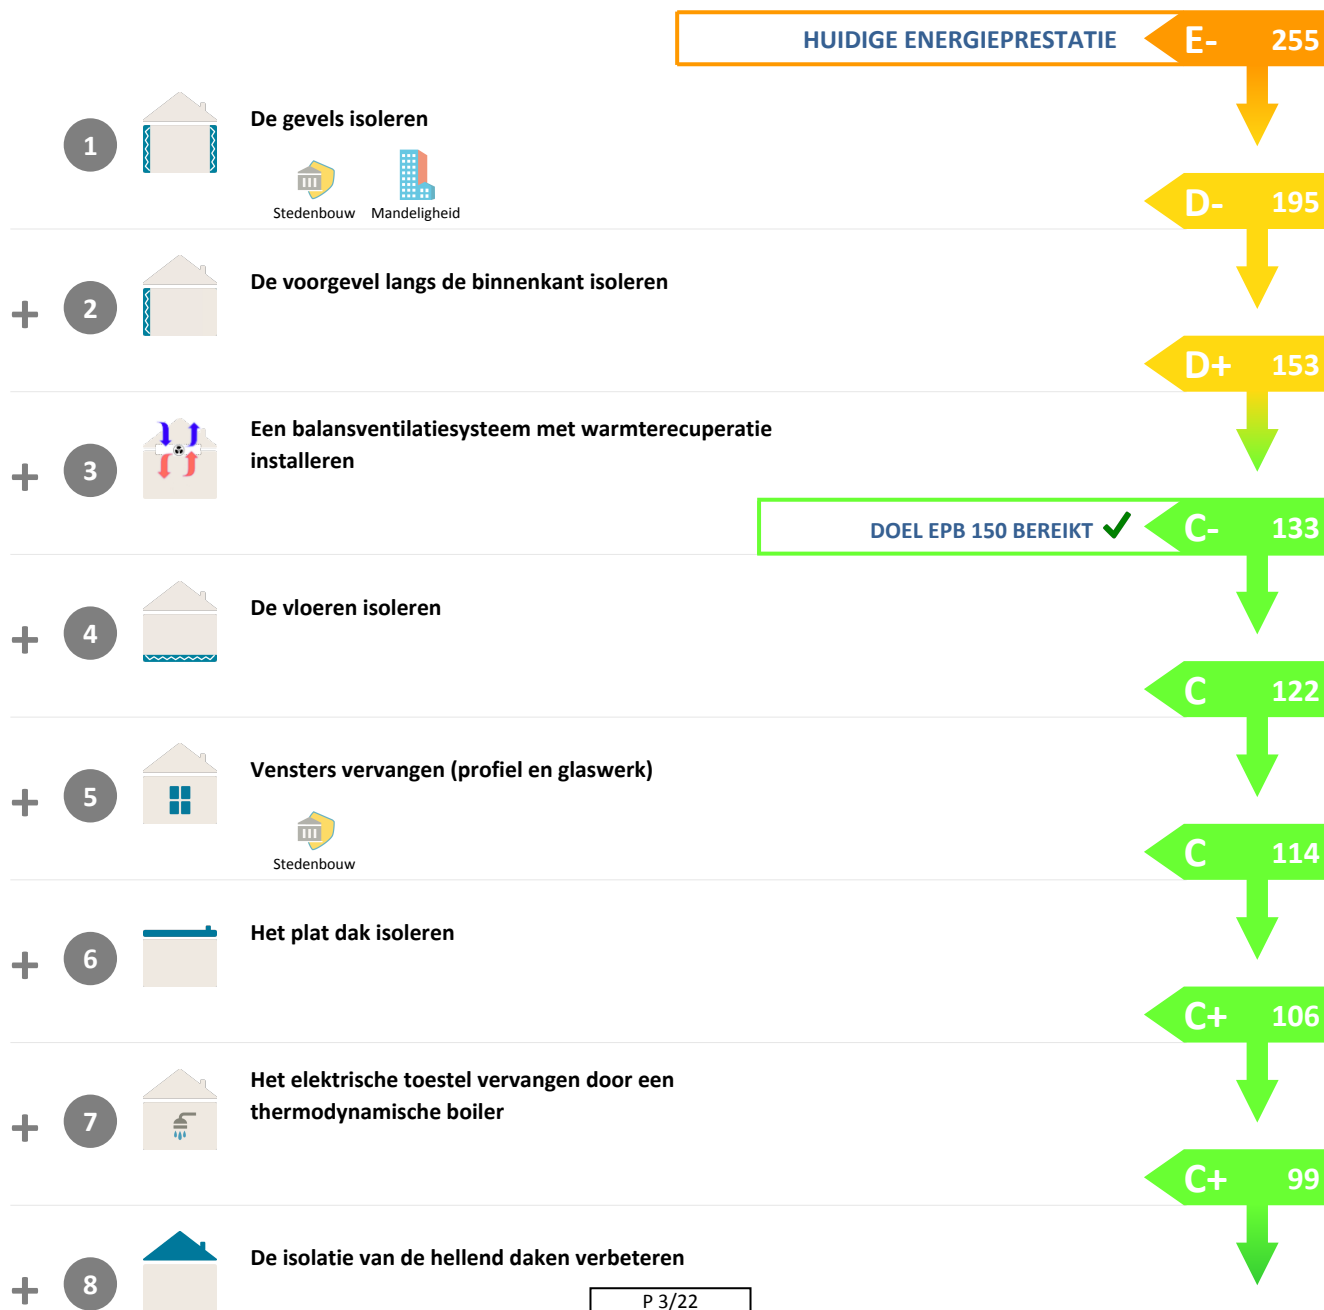 HUIDIGE ENERGIEPRESTATIE E- 255
1 De gevels isoleren
Stedenbouw Mandeligheid
D- 195
+ 2 De voorgevel langs de binnenkant isoleren
D+ 153
+ 3 Een balansventilatiesysteem met warmterecuperatie
installeren
DOEL EPB 150 BEREIKT ✓ C- 133
+ 4 De vloeren isoleren
C 122
+ 5 Vensters vervangen (profiel en glaswerk)
Stedenbouw
C 114
+ 6 Het plat dak isoleren
C+ 106
+ 7 Het elektrische toestel vervangen door een
thermodynamische boiler
C+ 99
+ 8 De isolatie van de hellend daken verbeteren
P 3/22